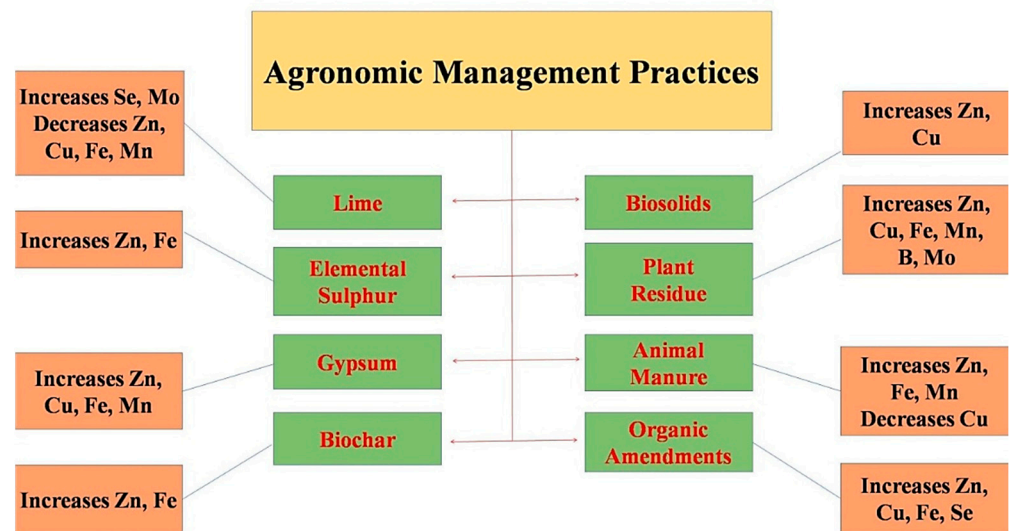 Agronomic Management Practices
Increases Se, Mo
Decreases Zn,
Cu, Fe, Mn
Lime
Biosolids
Increases Zn,
Cu
Increases Zn, Fe
Elemental
Sulphur
Plant
Residue
Increases Zn,
Cu, Fe, Mn,
B, Mo
Increases Zn,
Cu, Fe, Mn
Gypsum
Animal
Manure
Increases Zn,
Fe, Mn
Decreases Cu
Increases Zn, Fe
Biochar
Organic
Amendments
Increases Zn,
Cu, Fe, Se